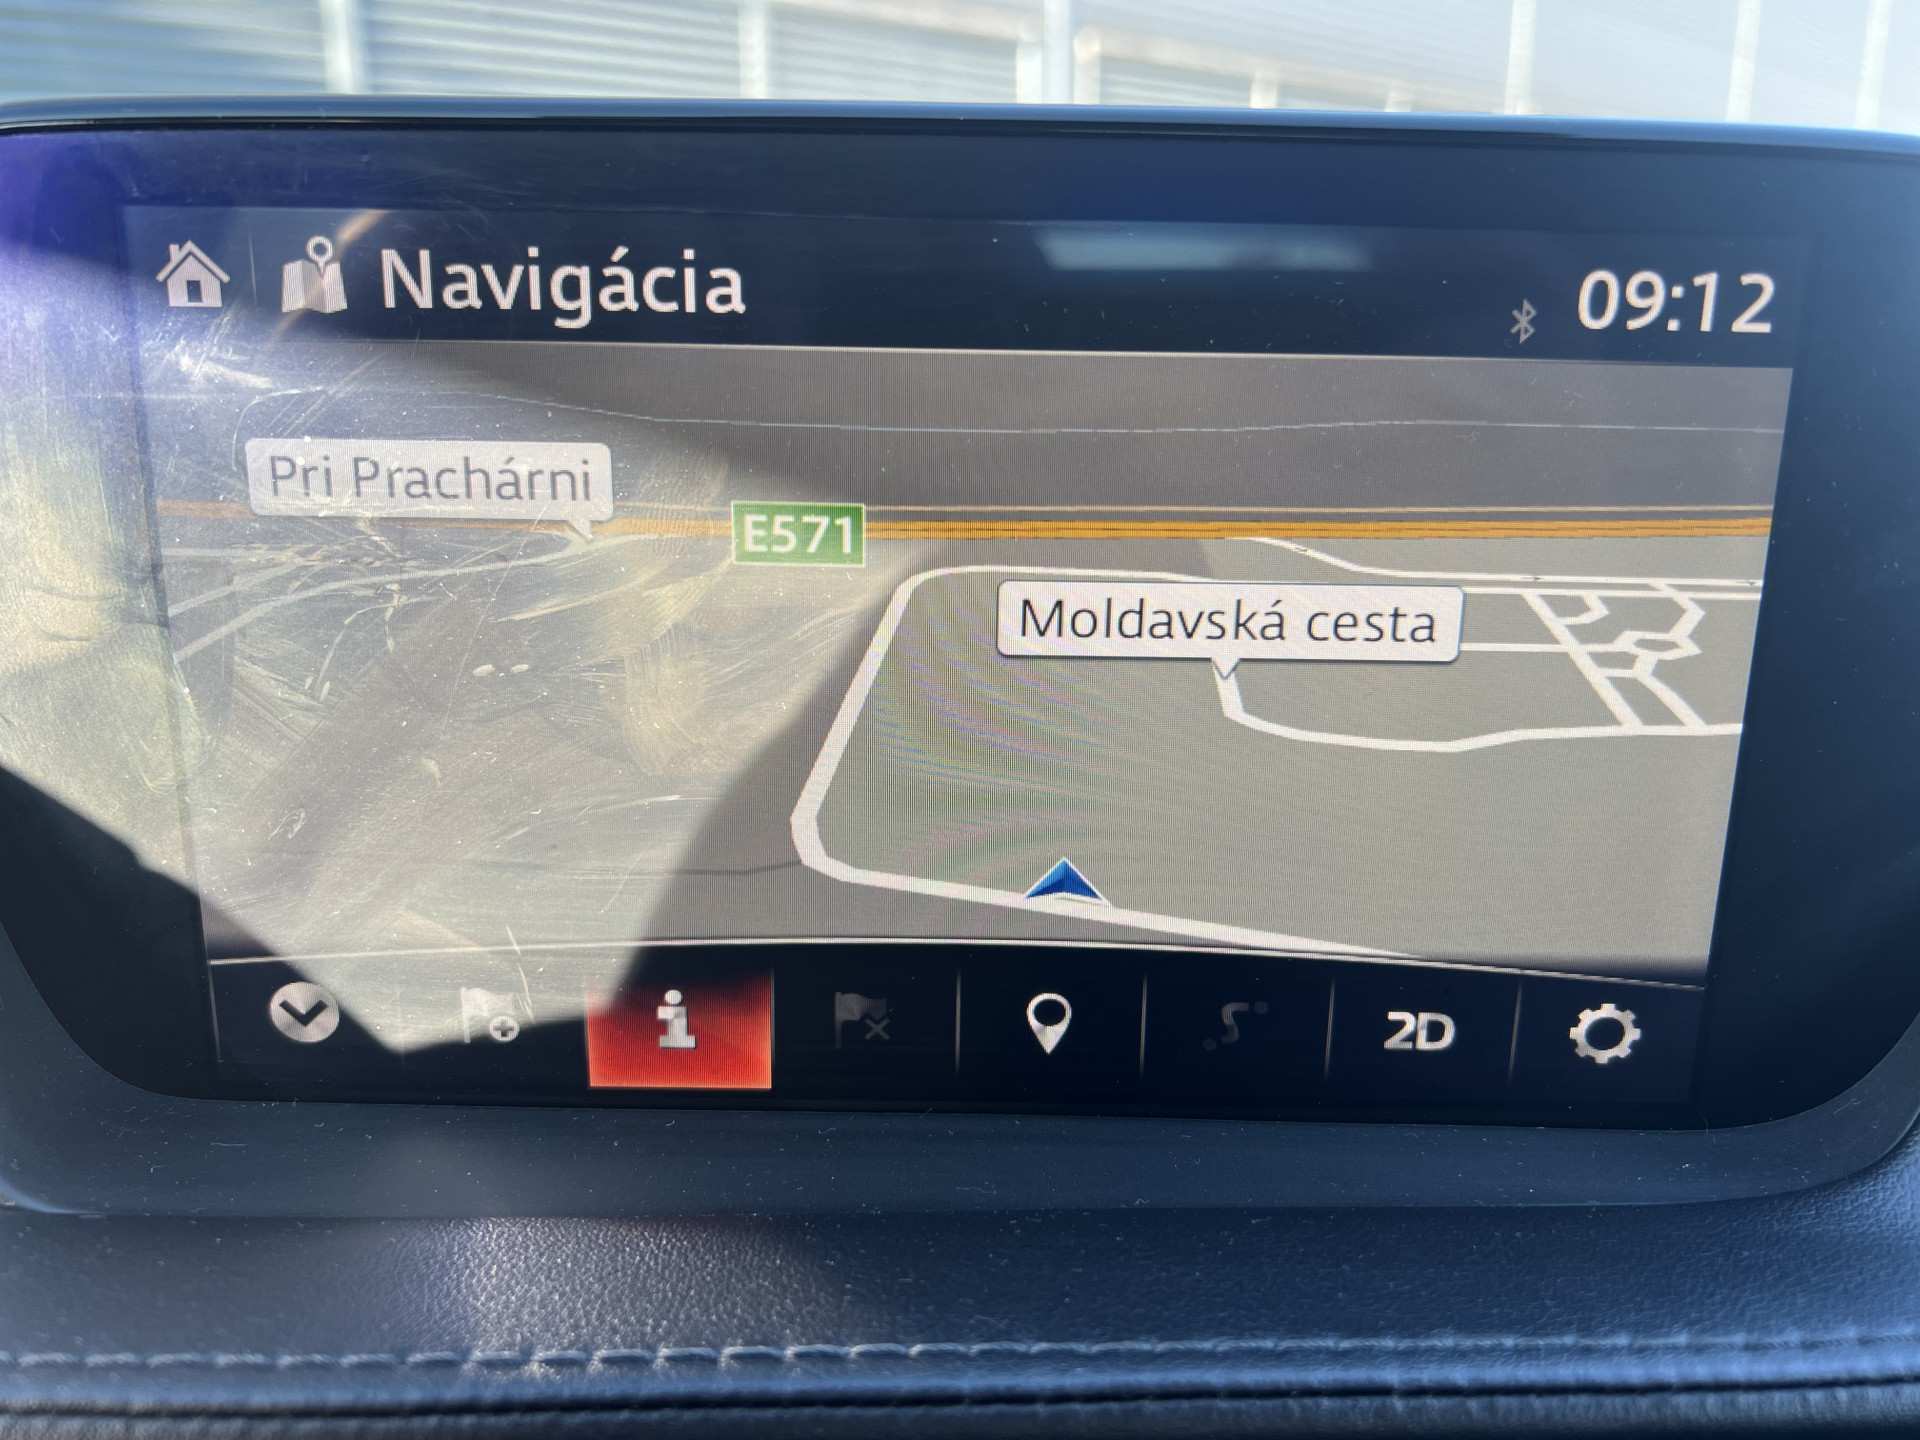 Navigácia
09:12
Pri Prachárni
E571
Moldavská cesta
2D